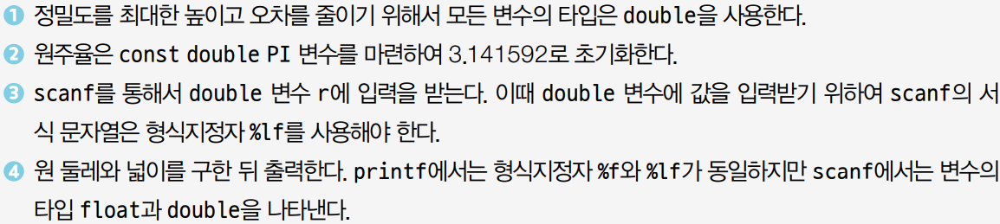 ❶ 정밀도를 최대한 높이고 오차를 줄이기 위해서 모든 변수의 타입은 double을 사용한다.
❷ 원주율은 const double PI 변수를 마련하여 3.141592로 초기화한다.
❸ scanf를 통해서 double 변수 r에 입력을 받는다. 이때 double 변수에 값을 입력받기 위하여 scanf의 서
식 문자열은 형식지정자 %lf를 사용해야 한다.
❹ 원 둘레와 넓이를 구한 뒤 출력한다. printf에서는 형식지정자 %f와 %lf가 동일하지만 scanf에서는 변수의
타입 float과 double을 나타낸다.